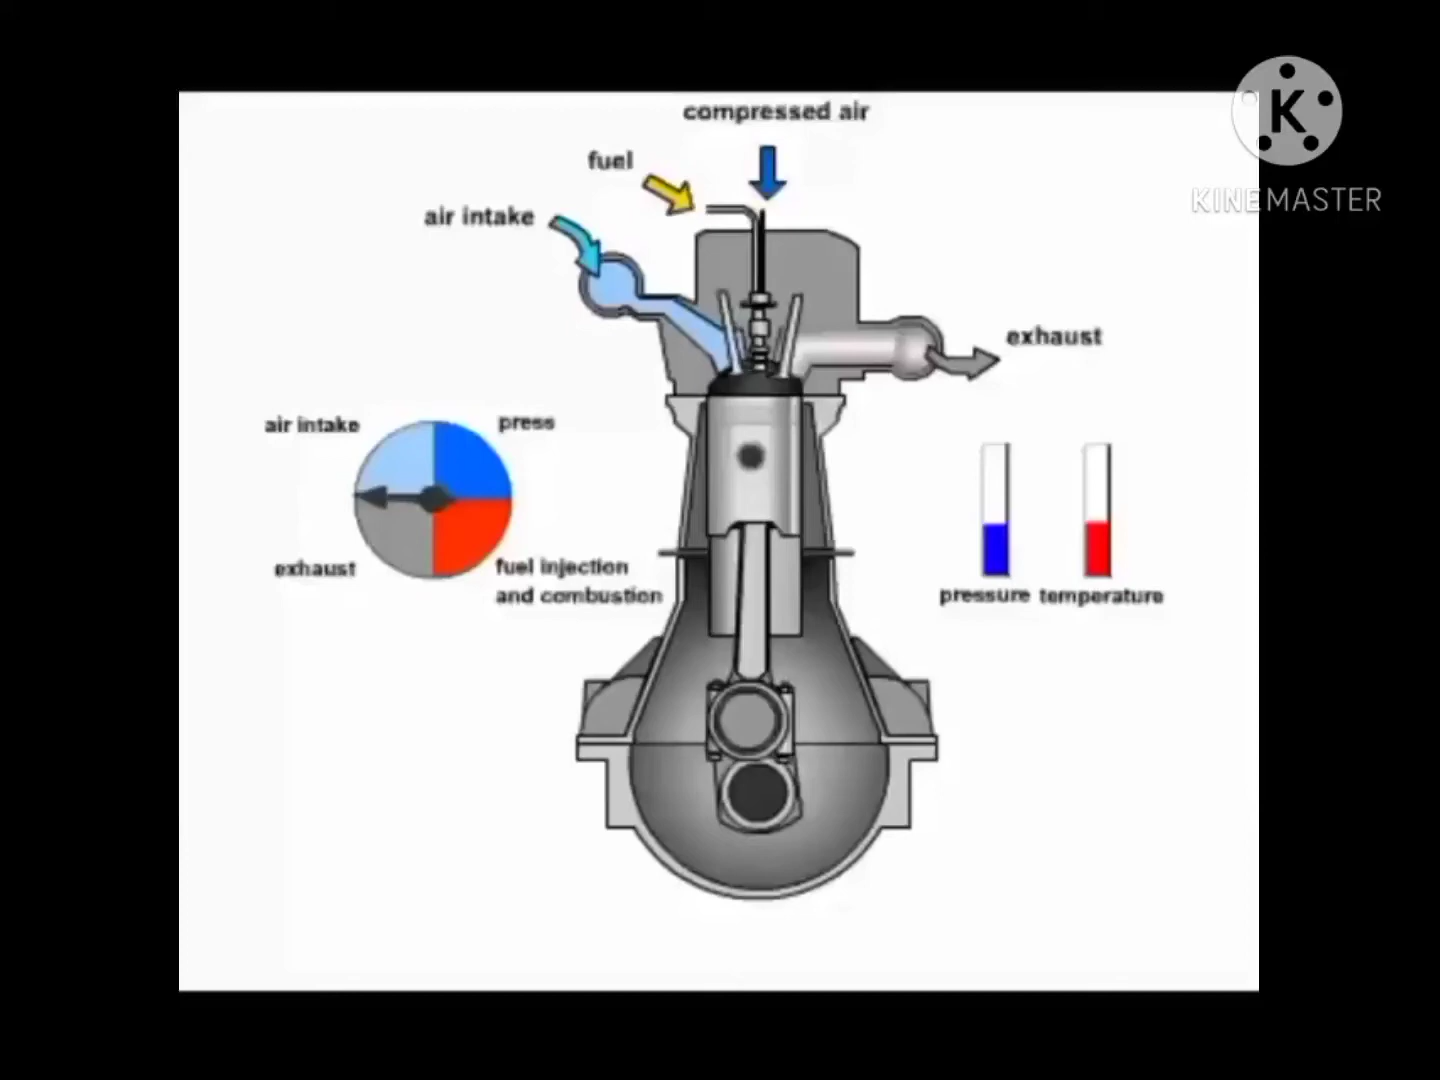 compressed air
fuel
air intake
exhaust
air intake
press
exhaust
fuel injection
and combustion
pressure
temperature
K
KINEMASTER